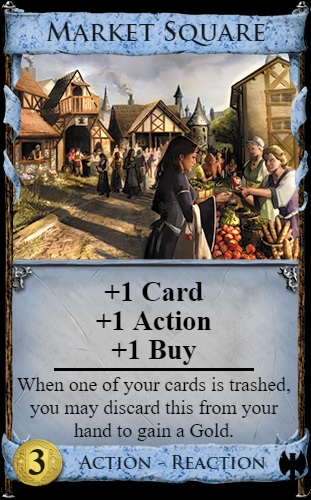 MARKET SQUARE
+1 Card
+1 Action
+1 Buy
When one of your cards is trashed,
you may discard this from your
hand to gain a Gold.
3 ACTION – REACTION